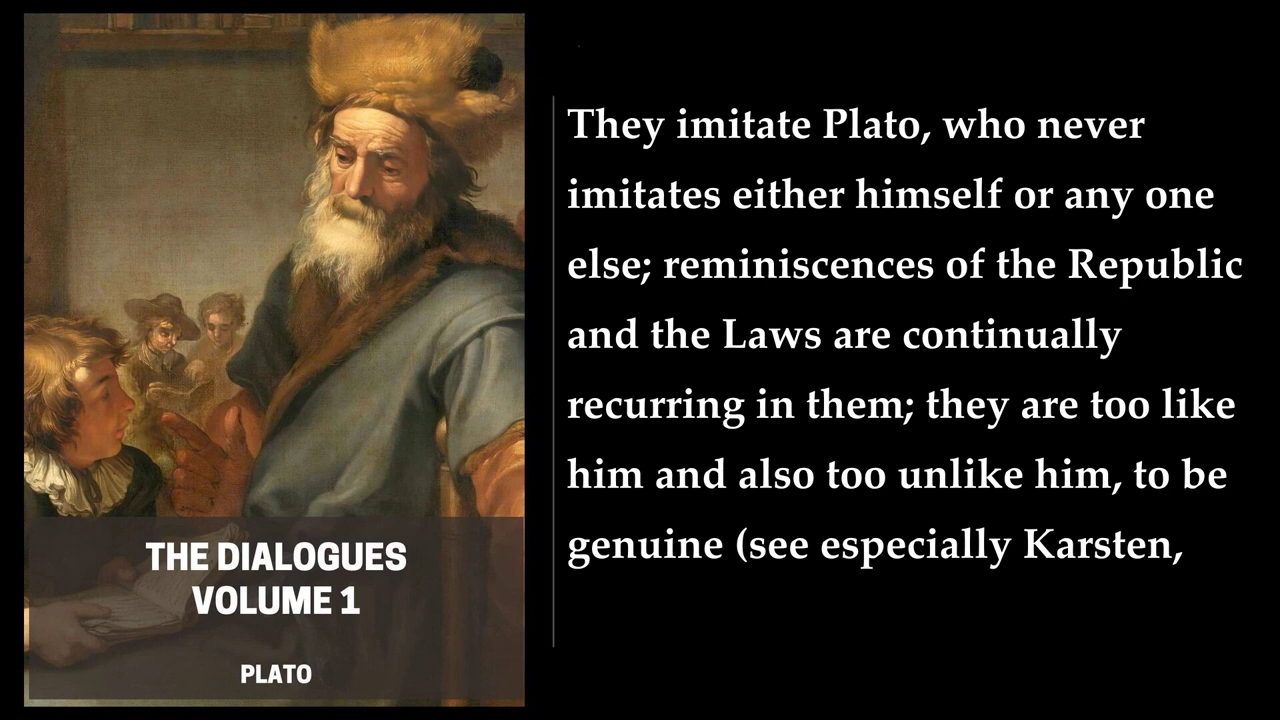 They imitate Plato, who never
imitates either himself or any one
else; reminiscences of the Republic
and the Laws are continually
recurring in them; they are too like
him and also too unlike him, to be
genuine (see especially Karsten,
THE DIALOGUES
VOLUME 1
PLATO